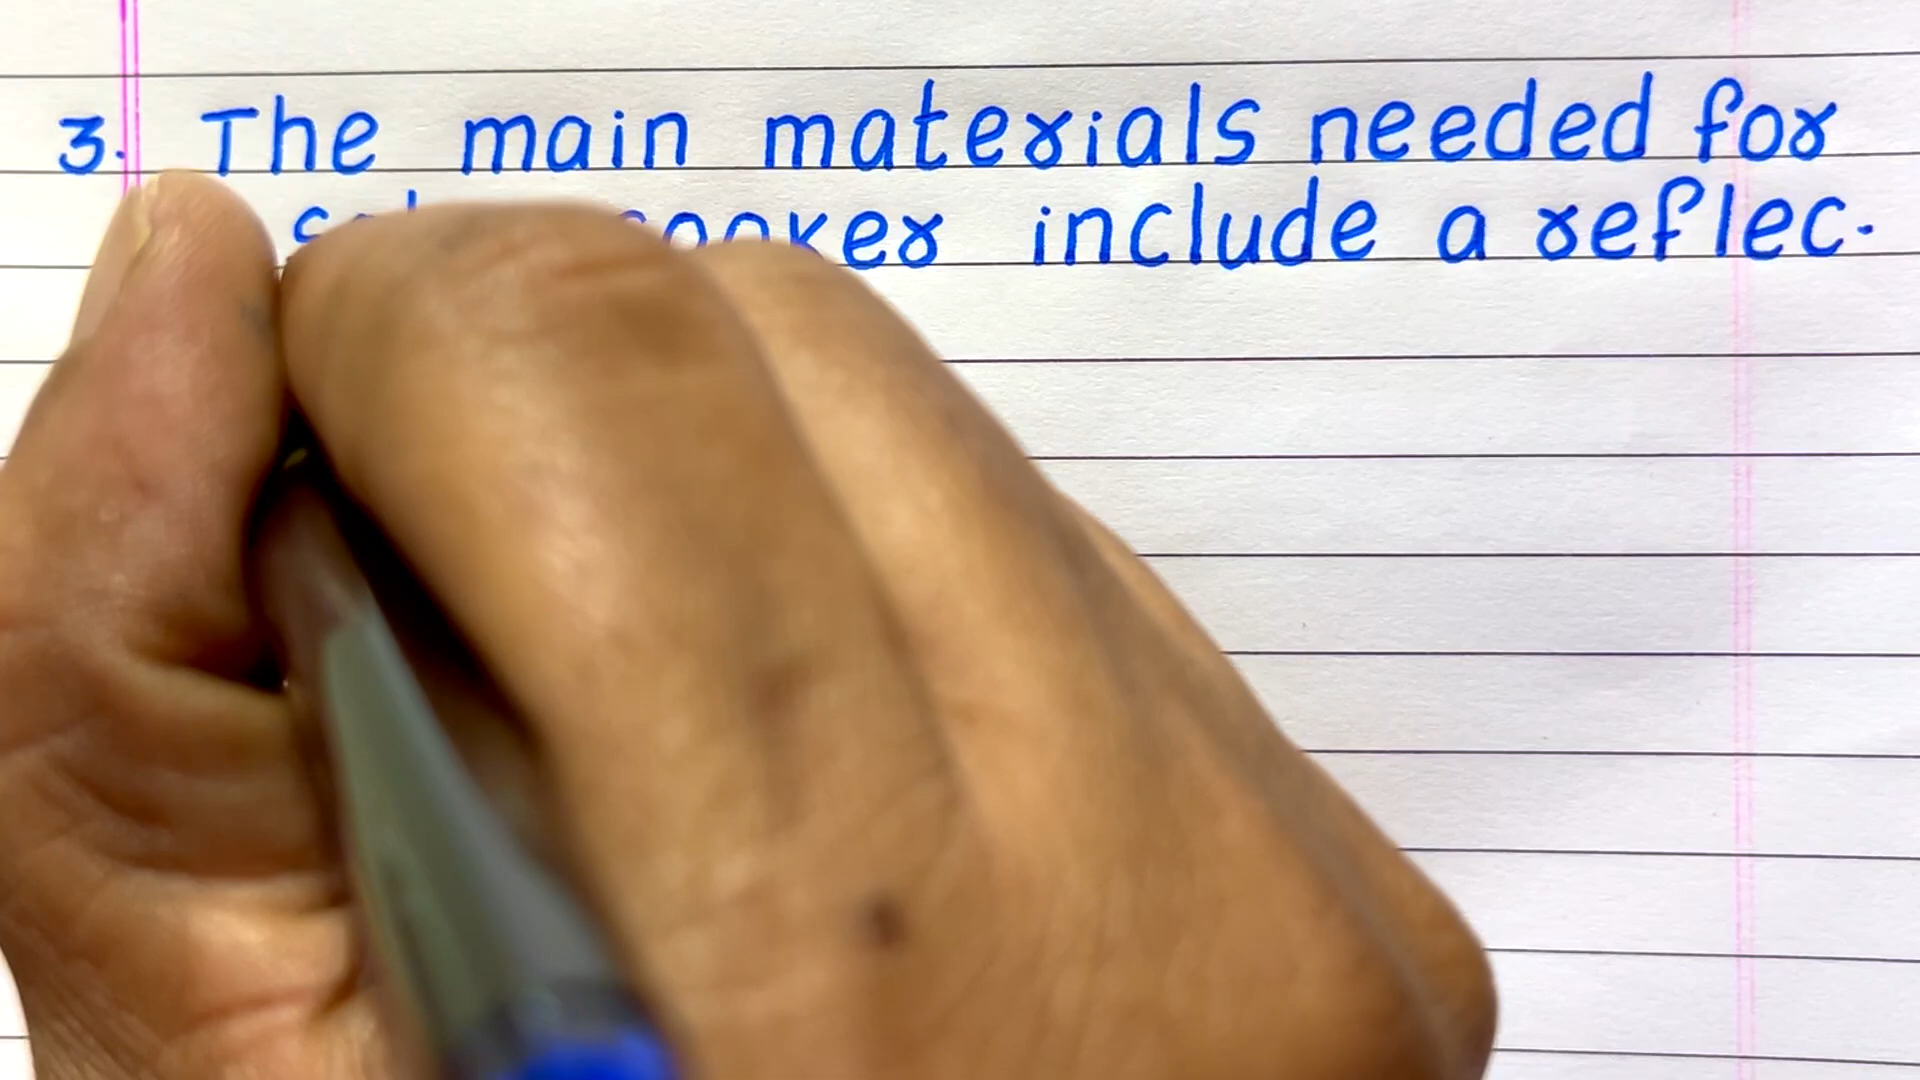 3. The main materials needed for
cooker include a reflec-